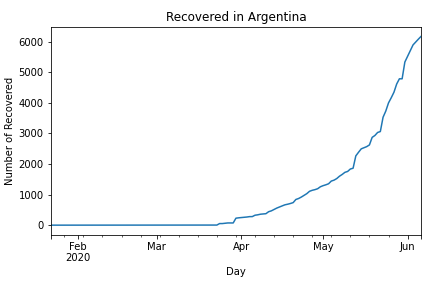 Recovered in Argentina
Number of Recovered
6000
5000
4000
3000
2000
1000
0
Feb
2020
Mar
Apr
May
Jun
Day